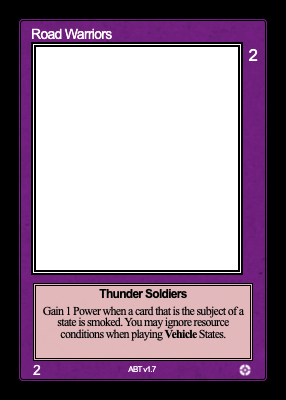 Road Warriors
2
Thunder Soldiers
Gain 1 Power when a card that is the subject of a
state is smoked. You may ignore resource
conditions when playing Vehicle States.
2
ABT v1.7